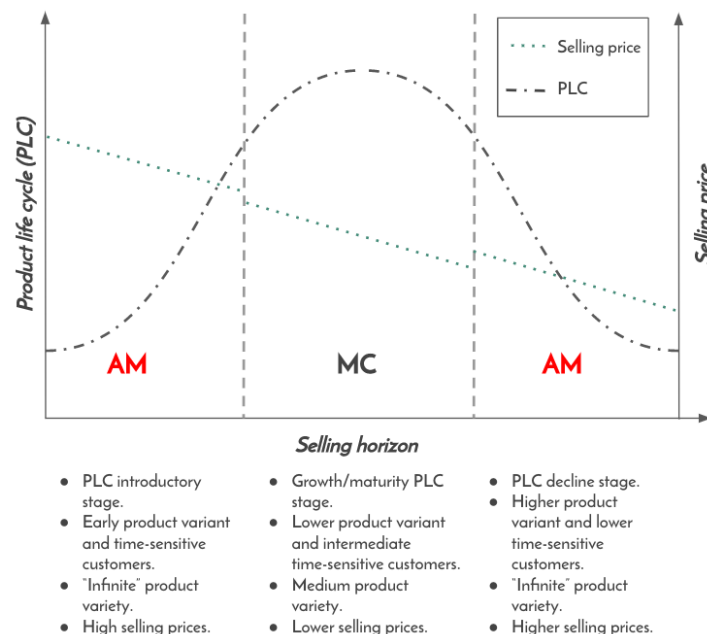 Selling price
PLC
Product life cycle (PLC)
Selling price
AM
MC
AM
Selling horizon
● PLC introductory
stage.
● Early product variant
and time-sensitive
customers.
● "Infinite" product
variety.
● High selling prices.
● Growth/maturity PLC
stage.
● Lower product variant
and intermediate
time-sensitive customers.
● Medium product
variety.
● Lower selling prices.
● PLC decline stage.
● Higher product
variant and lower
time-sensitive
customers.
● "Infinite" product
variety.
● Higher selling prices.